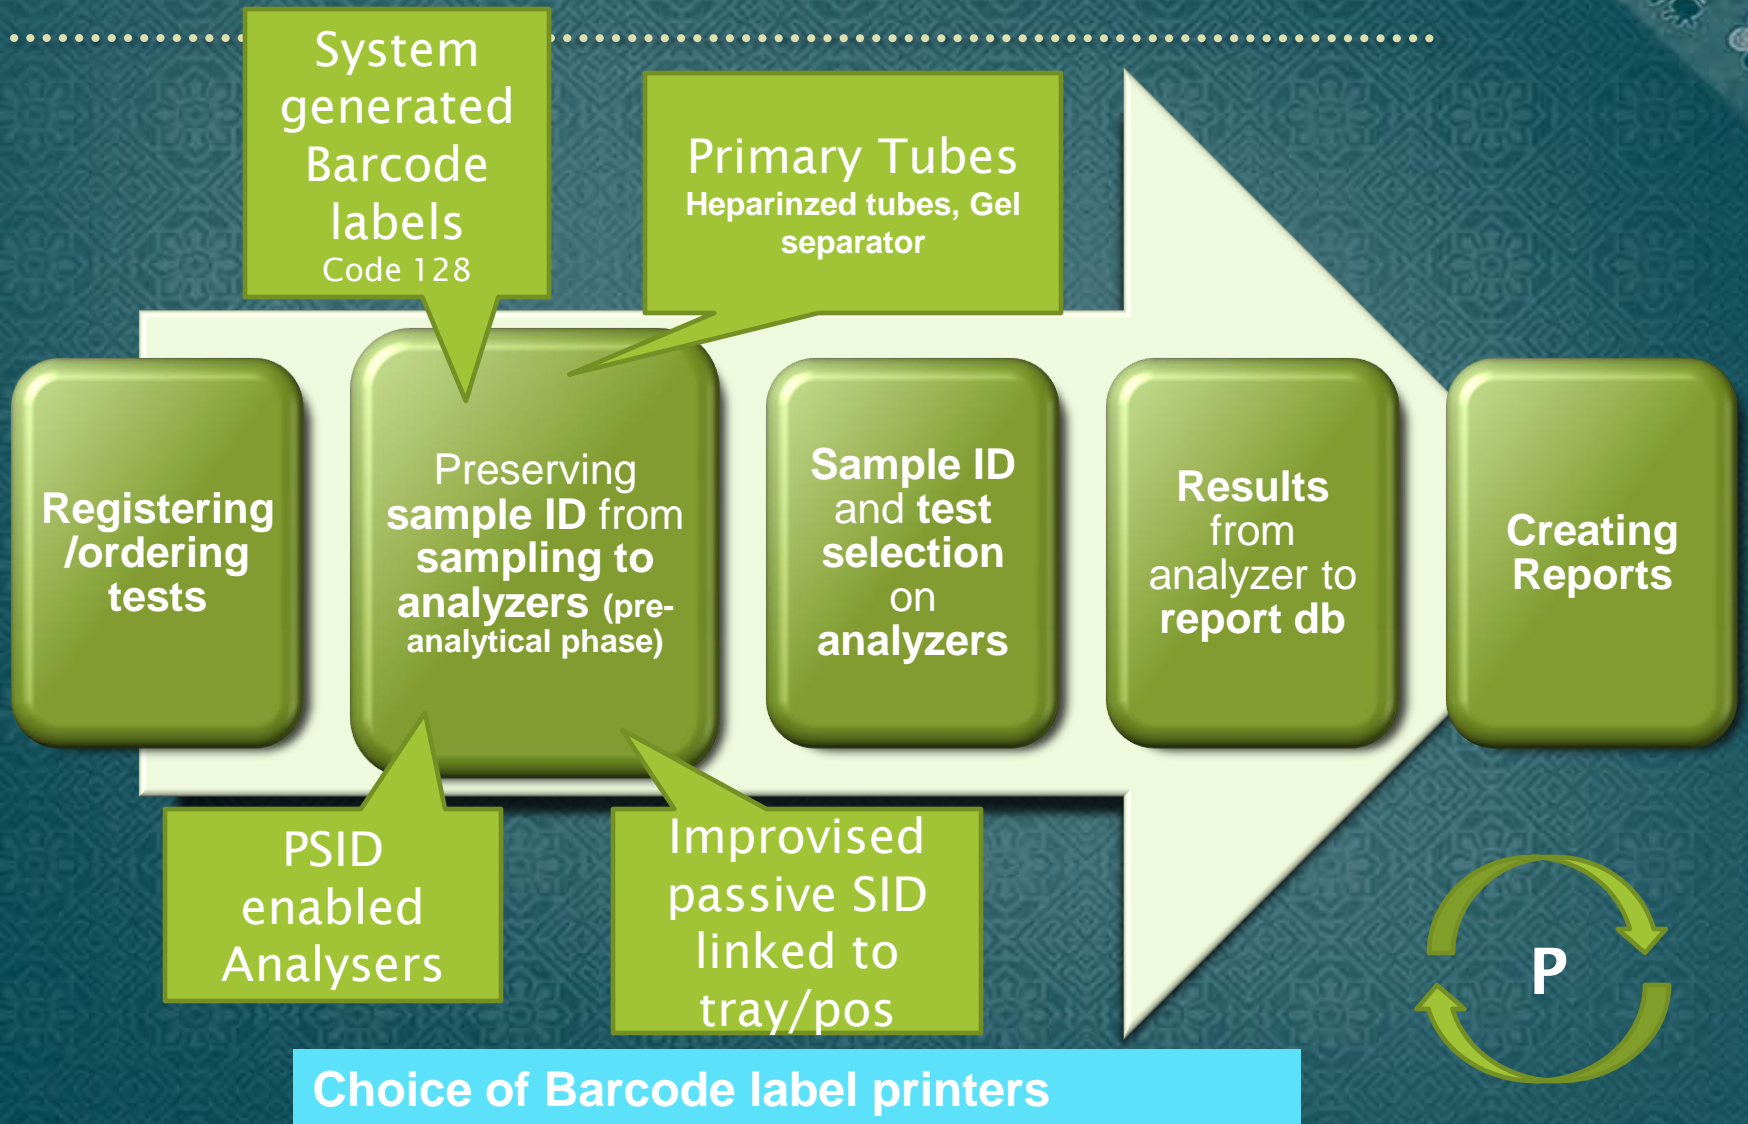 System
generated
Barcode
labels
Code 128
Primary Tubes
Heparinzed tubes, Gel
separator
Registering
/ordering
tests
Preserving
sample ID from
sampling to
analyzers (pre-
analytical phase)
Sample ID
and test
selection
on
analyzers
Results
from
analyzer to
report db
Creating
Reports
PSID
enabled
Analysers
Improvised
passive SID
linked to
tray/pos
P
Choice of Barcode label printers